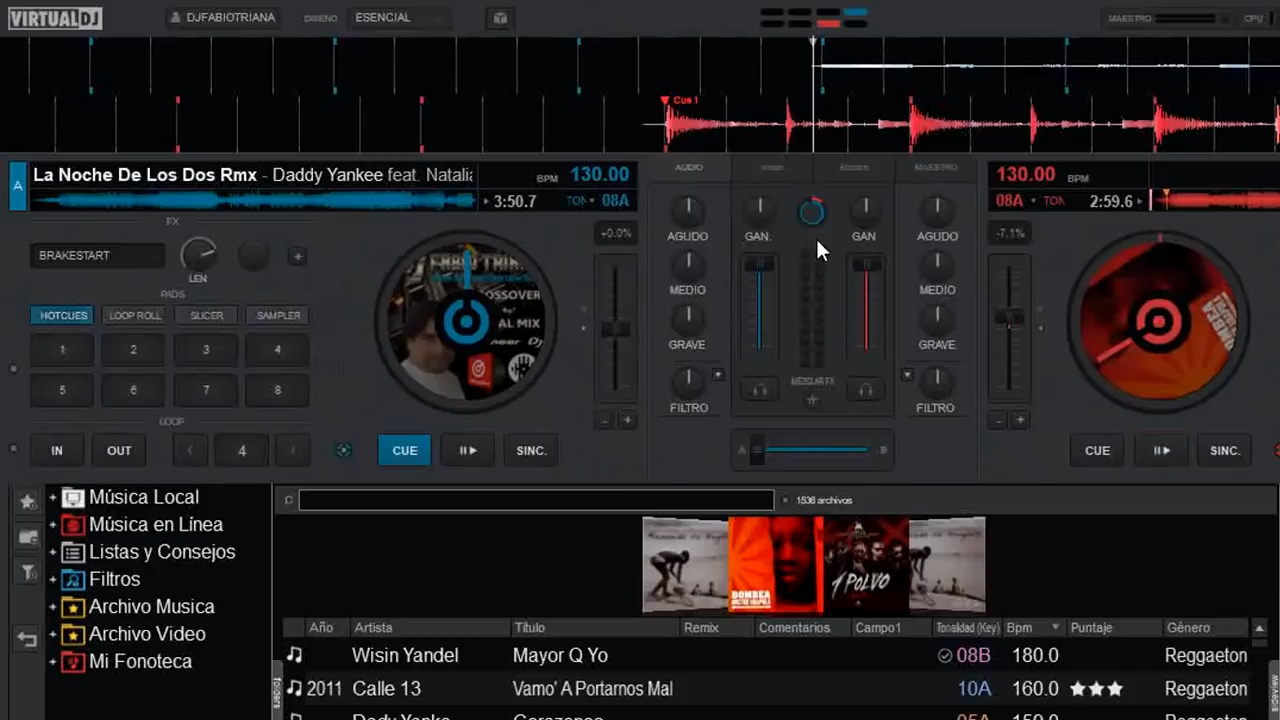 VIRTUALDJ
DJFABIOTRIANA
DISEÑO
ESENCIAL
MAESTRO
CPU
Cue 1
A
La Noche De Los Dos Rmx - Daddy Yankee feat. Natalia
BPM 130.00
3:50.7
TON 08A
FX
BRAKESTART
LEN
+
PADS
HOTCUES
LOOP ROLL
SLICER
SAMPLER
1
2
3
4
5
6
7
8
LOOP
IN
OUT
4
CUE
SINC.
+0.0%
- +
AUDIO
VIDEO
MAESTRO
AGUDO
GAN.
GAN
AGUDO
MEDIO
MEDIO
GRAVE
GRAVE
MEZCLAR FX
FILTRO
FILTRO
A
B
130.00 BPM
08A TON
2:59.6
-7.1%
- +
CUE
SINC.
Música Local
Música en Línea
Listas y Consejos
Filtros
Archivo Musica
Archivo Video
Mi Fonoteca
folders
sideview
1536 archivos
BOMBEA
1 POLVO
Año Artista Título Remix Comentarios Campo1 Tonalidad (Key) Bpm Puntaje Género
Wisin Yandel Mayor Q Yo 08B 180.0 Reggaeton
2011 Calle 13 Vamo' A Portarnos Mal 10A 160.0 ★★★ Reggaeton